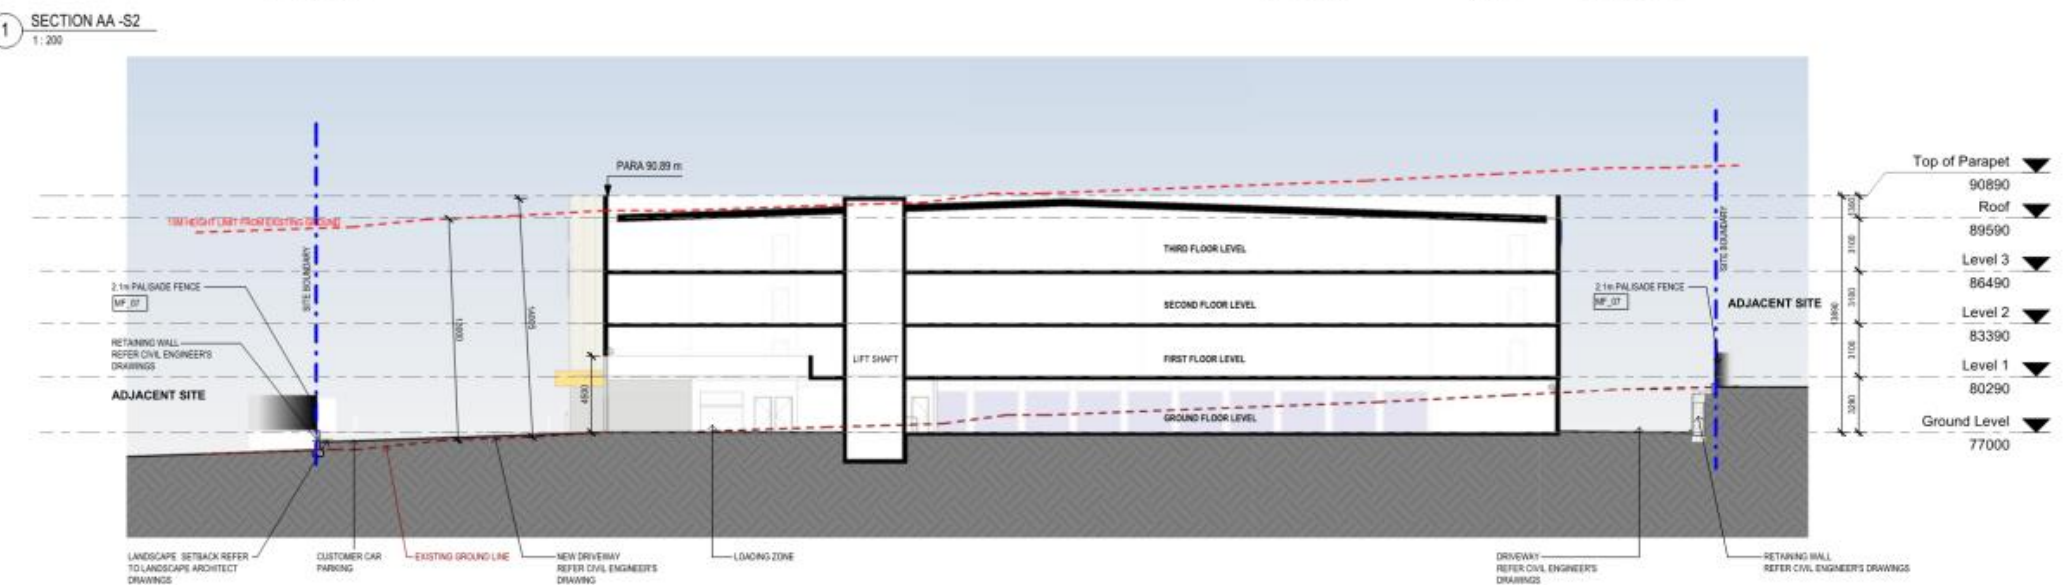 1
SECTION AA -S2
1 : 200
PARA 90.89 m
SITE BOUNDARY
2.1m PALISADE FENCE
MF_07
RETAINING WALL
REFER CIVIL ENGINEER'S
DRAWINGS
ADJACENT SITE
4500
LIFT SHAFT
THIRD FLOOR LEVEL
SECOND FLOOR LEVEL
FIRST FLOOR LEVEL
GROUND FLOOR LEVEL
2.1m PALISADE FENCE
MF_07
SITE BOUNDARY
ADJACENT SITE
1300
3100
3100
3100
Top of Parapet
90890
Roof
89590
Level 3
86490
Level 2
83390
Level 1
80290
Ground Level
77000
LANDSCAPE SETBACK REFER
TO LANDSCAPE ARCHITECT
DRAWINGS
CUSTOMER CAR
PARKING
EXISTING GROUND LINE
NEW DRIVEWAY
REFER CIVIL ENGINEER'S
DRAWING
LOADING ZONE
DRIVEWAY
REFER CIVIL ENGINEER'S
DRAWINGS
RETAINING WALL
REFER CIVIL ENGINEER'S DRAWINGS